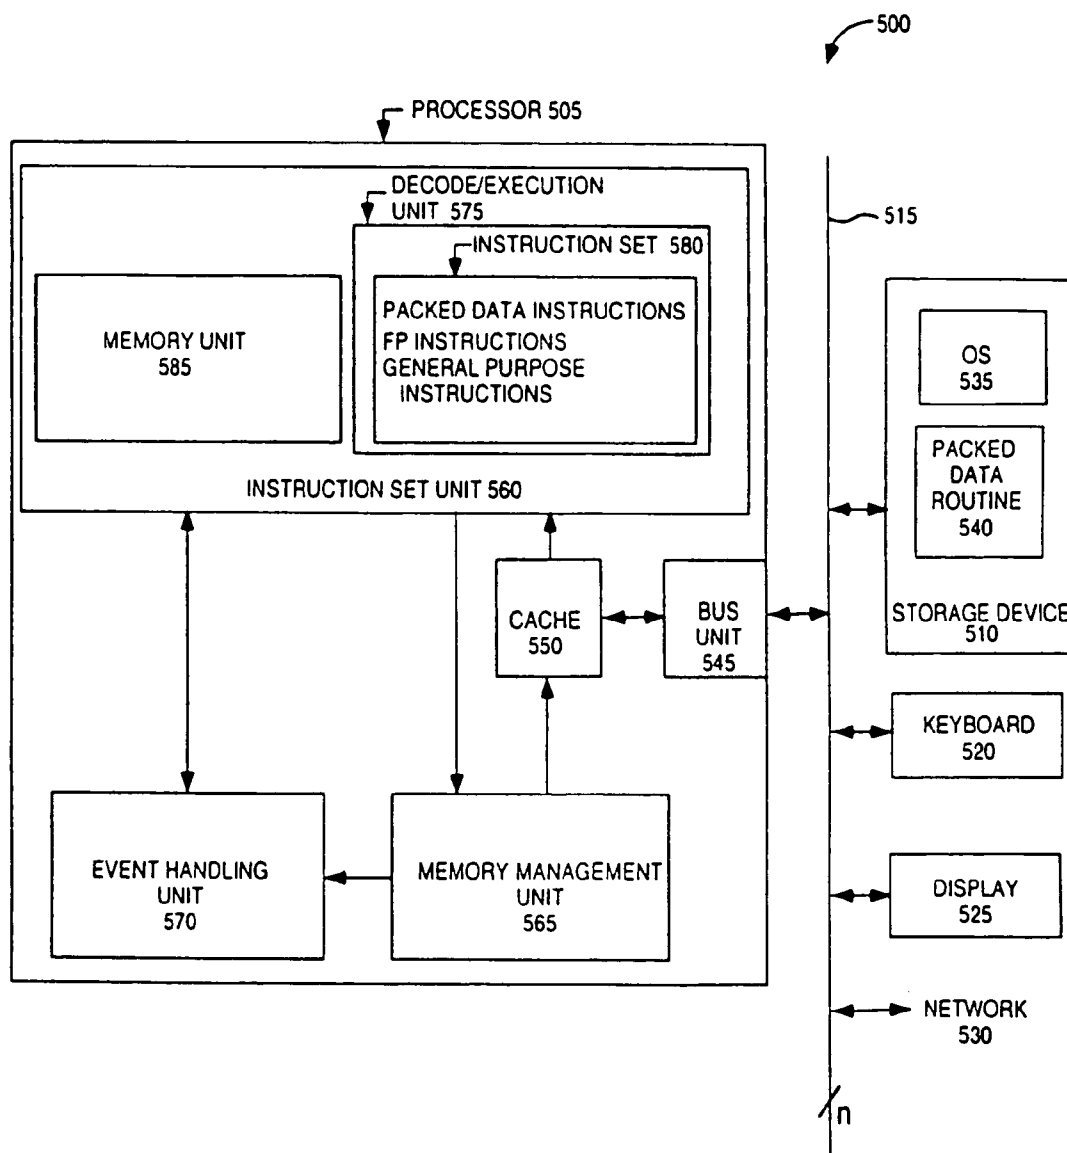 500
PROCESSOR 505
DECODE/EXECUTION
UNIT 575
515
INSTRUCTION SET 580
PACKED DATA INSTRUCTIONS
FP INSTRUCTIONS
GENERAL PURPOSE
INSTRUCTIONS
MEMORY UNIT
585
INSTRUCTION SET UNIT 560
OS
535
PACKED
DATA
ROUTINE
540
STORAGE DEVICE
510
CACHE
550
BUS
UNIT
545
KEYBOARD
520
EVENT HANDLING
UNIT
570
MEMORY MANAGEMENT
UNIT
565
DISPLAY
525
NETWORK
530
n